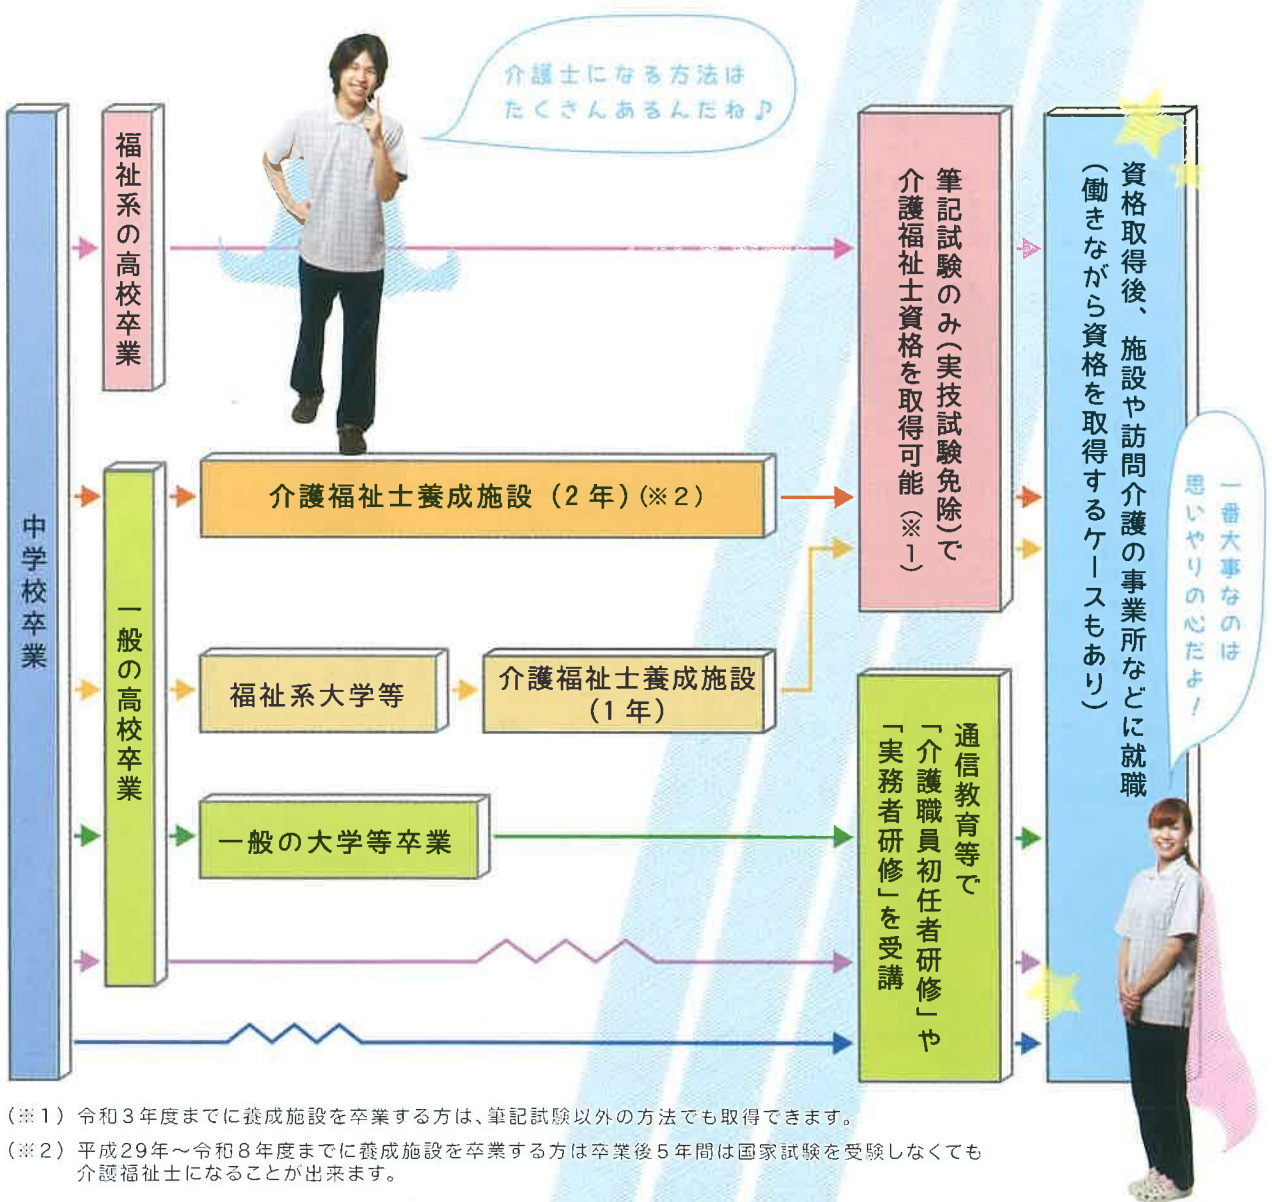 介護士になる方法は
たくさんあるんだね♪
中学校卒業
福祉系の高校卒業
一般の高校卒業
介護福祉士養成施設（2年）（※2）
福祉系大学等
介護福祉士養成施設
（1年）
一般の大学等卒業
筆記試験のみ（実技試験免除）で
介護福祉士資格を取得可能（※1）
通信教育等で
「介護職員初任者研修」や
「実務者研修」を受講
資格取得後、施設や訪問介護の事業所などに就職
（働きながら資格を取得するケースもあり）
一番大事なのは
思いやりの心だよ！
（※1）令和3年度までに養成施設を卒業する方は、筆記試験以外の方法でも取得できます。
（※2）平成29年～令和8年度までに養成施設を卒業する方は卒業後5年間は国家試験を受験しなくても
介護福祉士になることが出来ます。